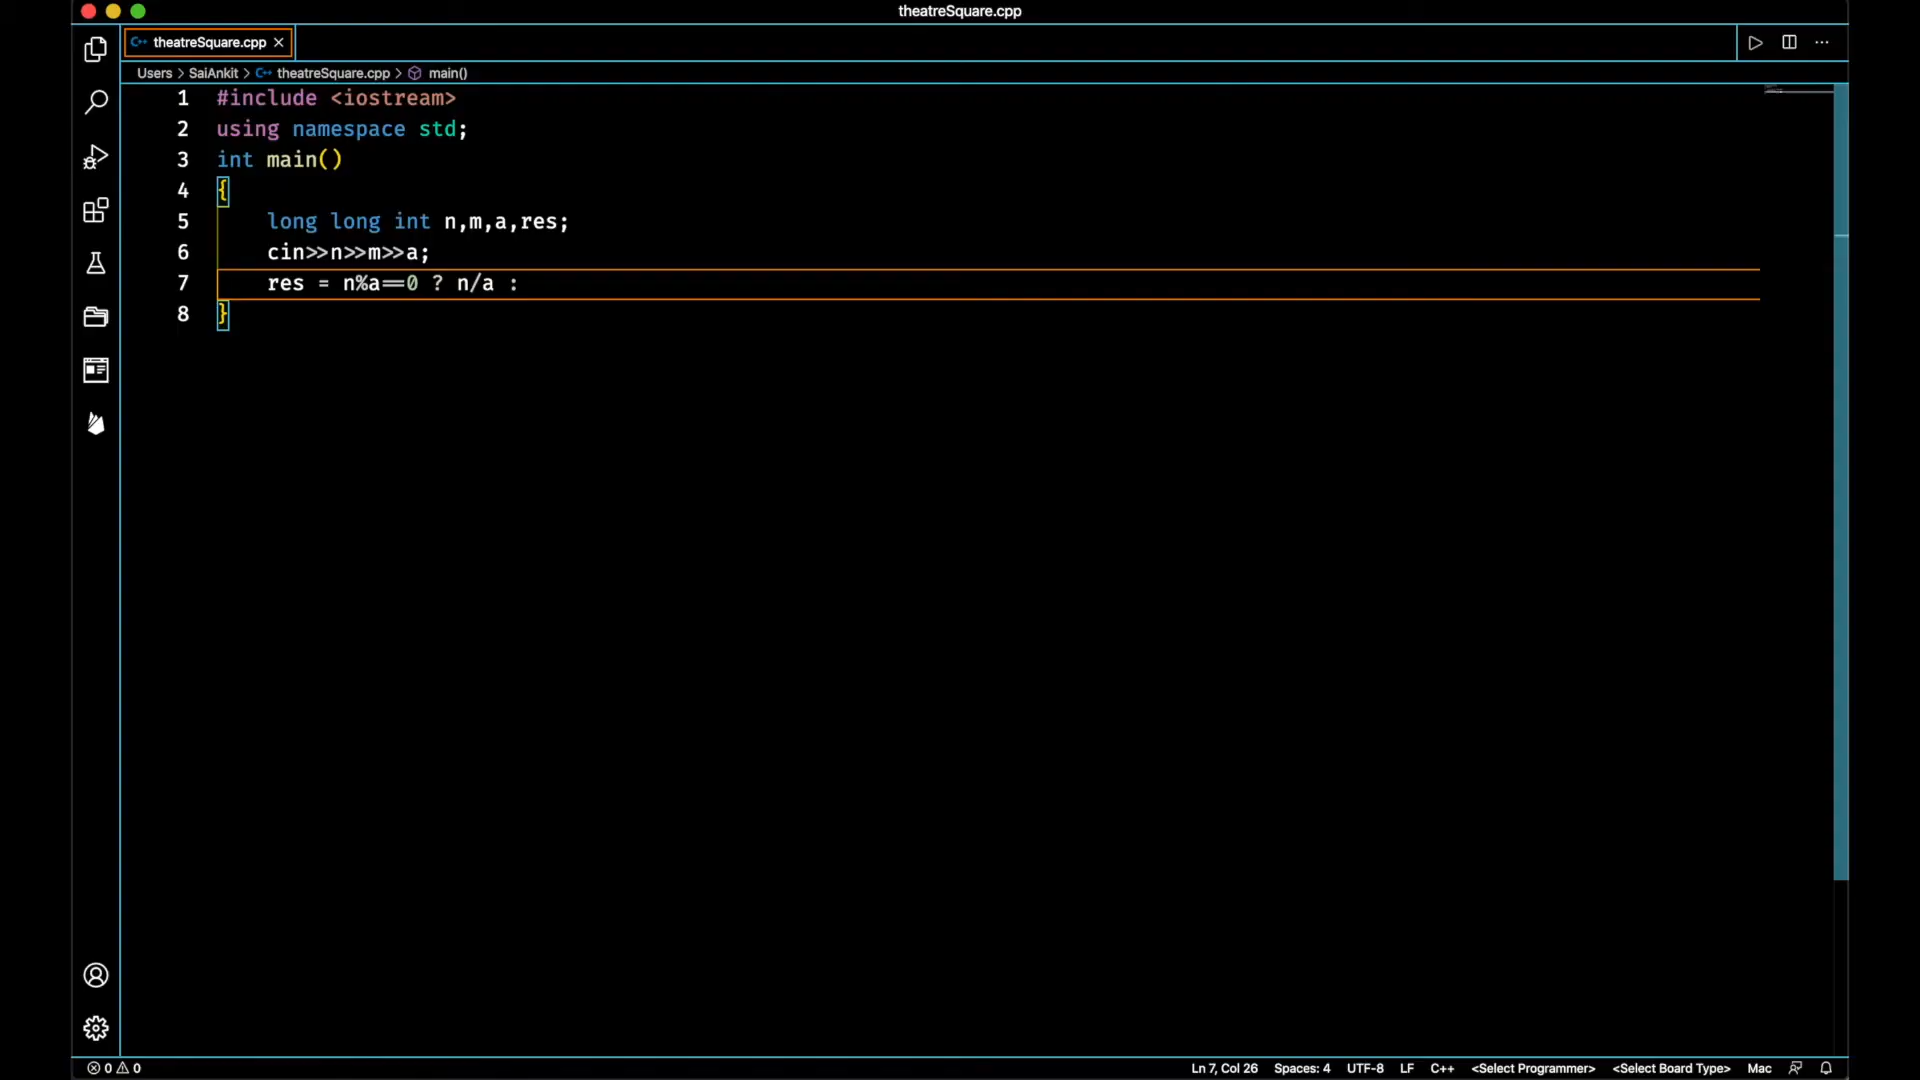 theatreSquare.cpp
theatreSquare.cpp
Users > SaiAnkit > theatreSquare.cpp > main()
1 #include <iostream>
2 using namespace std;
3 int main()
4 {
5 long long int n,m,a,res;
6 cin>>n>>m>>a;
7 res = n%a==0 ? n/a :
8 }
0 0 Ln 7, Col 26 Spaces: 4 UTF-8 LF C++ <Select Programmer> <Select Board Type> Mac